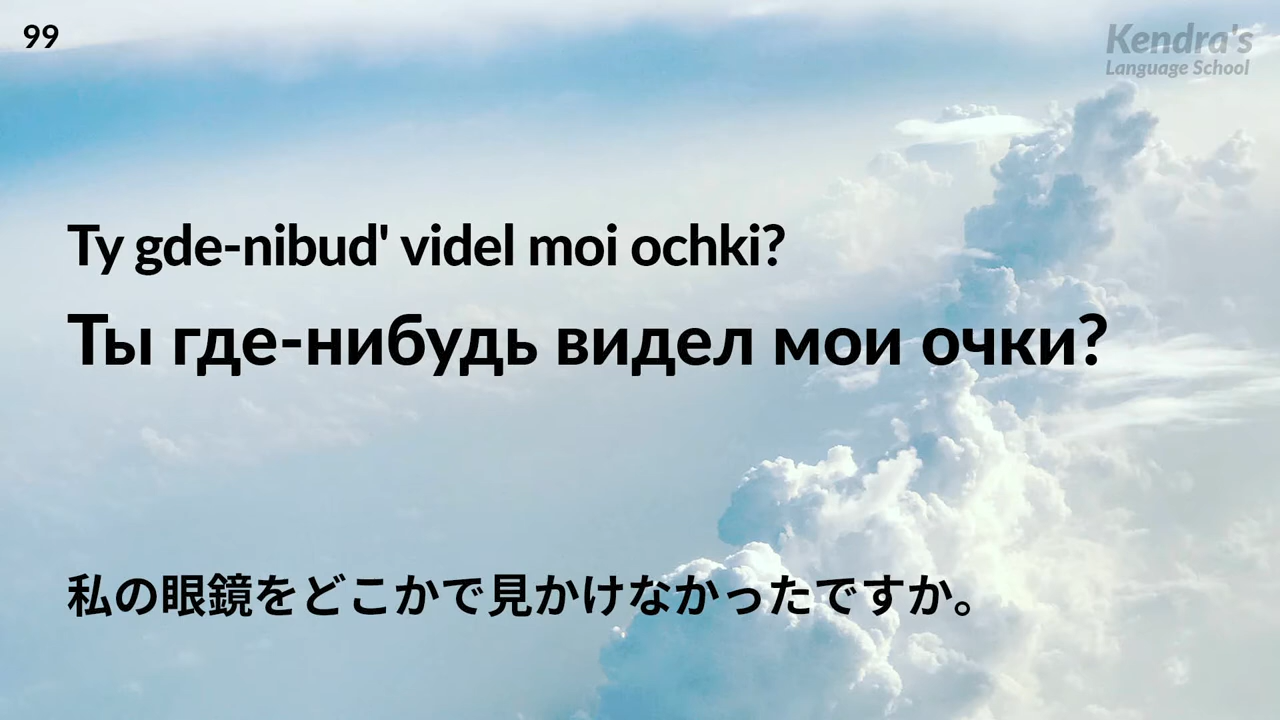 99
Kendra's
Language School
Ty gde-nibud' videl moi ochki?
Ты где-нибудь видел мои очки?
私の眼鏡をどこかで見かけなかったですか。